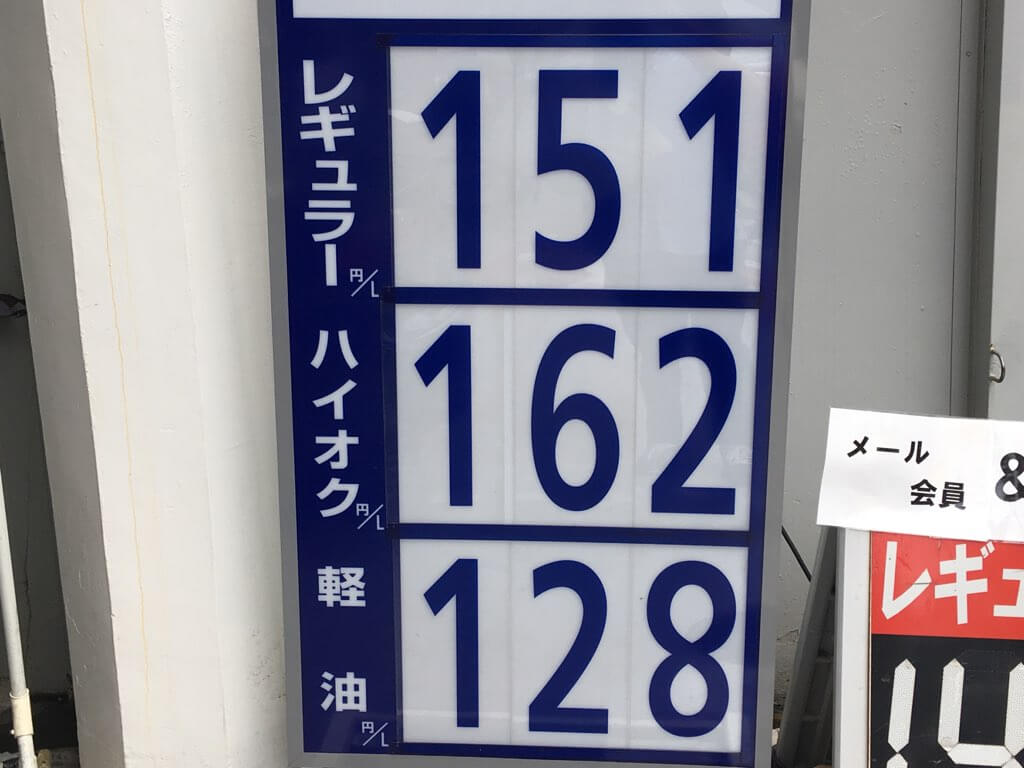 レギュラー 円/L 151
ハイオク 円/L 162
軽油 円/L 128
メール
会員 &
レギュ
14